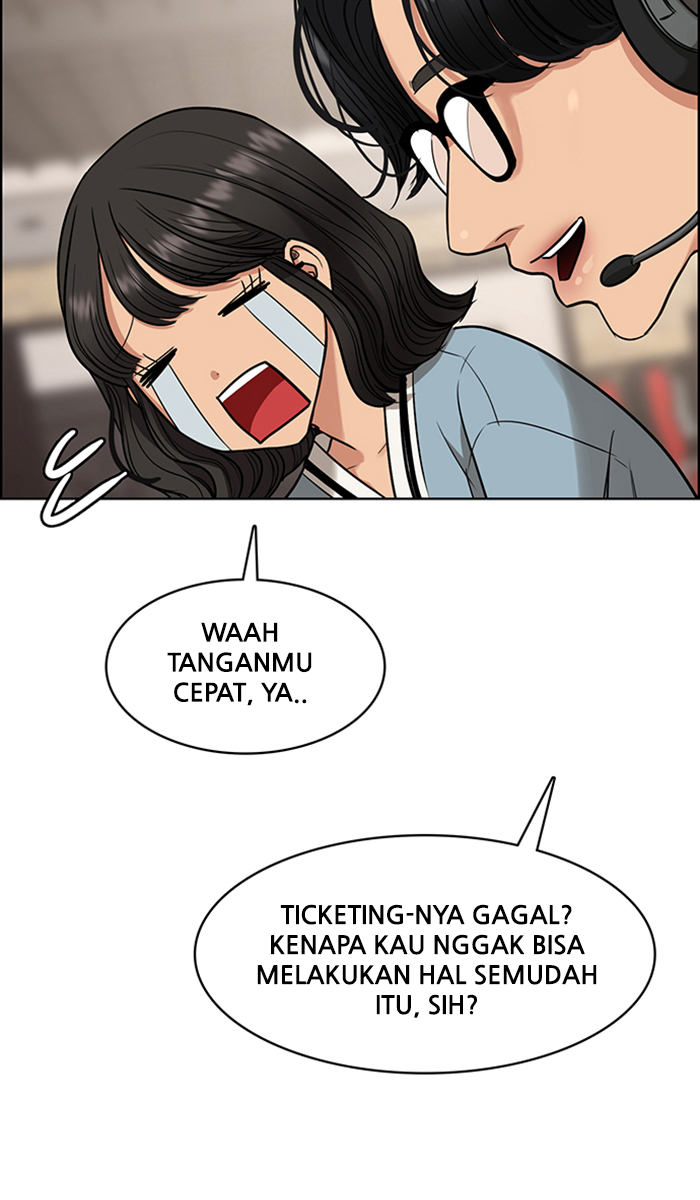 WAAH
TANGANMU
CEPAT, YA..
TICKETING-NYA GAGAL?
KENAPA KAU NGGAK BISA
MELAKUKAN HAL SEMUDAH
ITU, SIH?